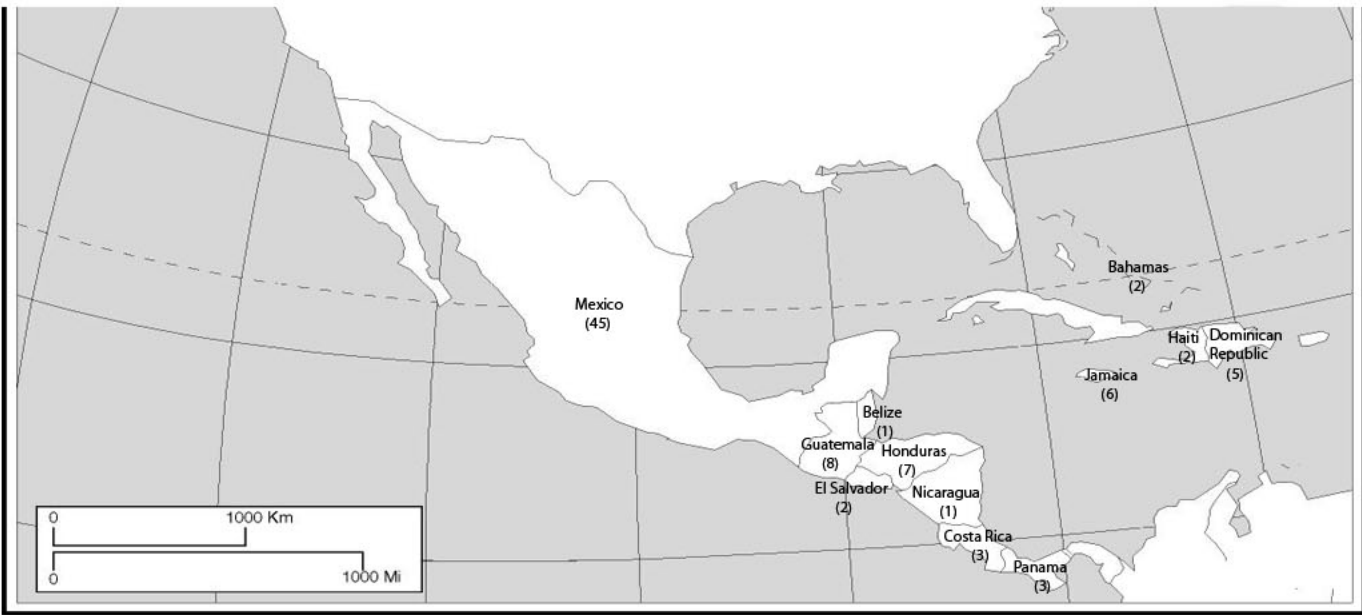 Bahamas
(2)
Mexico
(45)
Haiti
(2)
Dominican
Republic
(5)
Jamaica
(6)
Belize
(1)
Guatemala
(8)
Honduras
(7)
El Salvador
(2)
Nicaragua
(1)
Costa Rica
(3)
Panama
(3)
0 1000 Km
0 1000 Mi